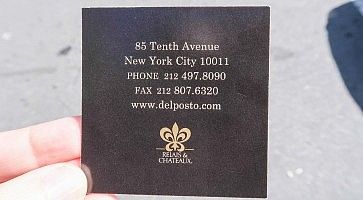 85 Tenth Avenue
New York City 10011
PHONE 212 497.8090
FAX 212 807.6320
www.delposto.com
RELAIS &
CHATEAUX.